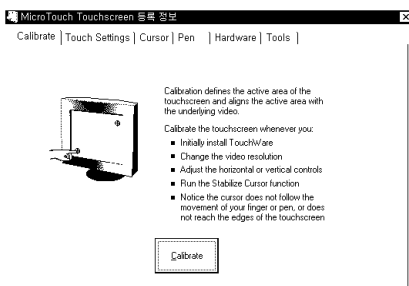 MicroTouch Touchscreen 등록 정보
Calibrate Touch Settings Cursor Pen Hardware Tools
Calibration defines the active area of the
touchscreen and aligns the active area with
the underlying video.
Calibrate the touchscreen whenever you:
Initially install TouchWare
Change the video resolution
Adjust the horizontal or vertical controls
Run the Stabilize Cursor function
Notice the cursor does not follow the
movement of your finger or pen, or does
not reach the edges of the touchscreen
Calibrate